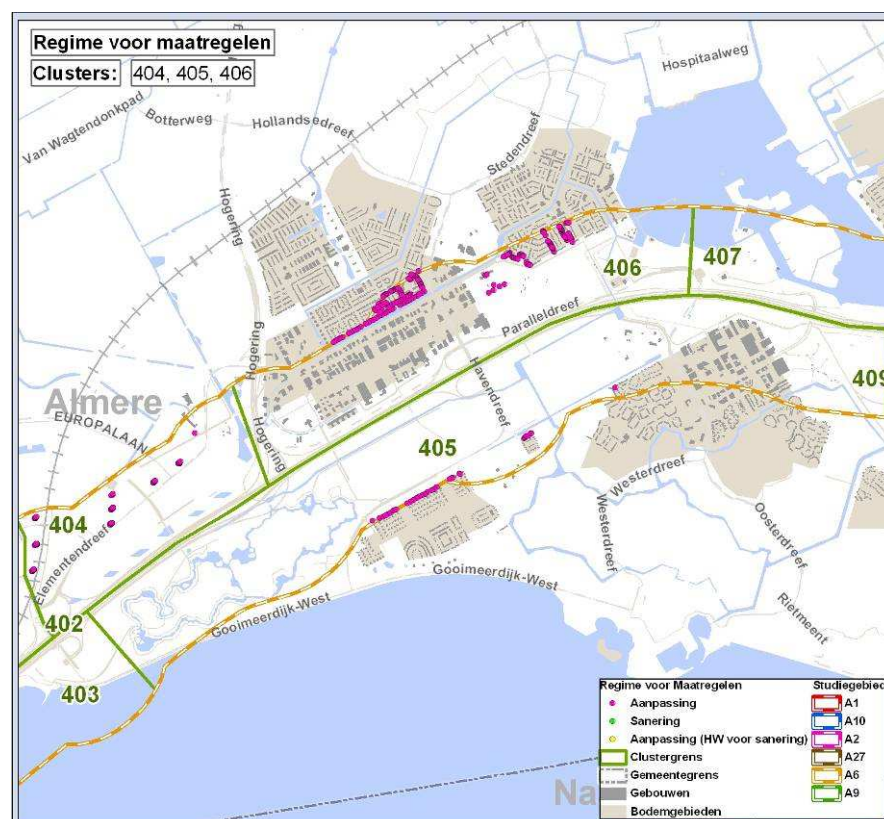 Regime voor maatregelen
Clusters: 404, 405, 406
Hospitaalweg
Van Wagtendonkpad
Botterweg
Hollandsedreef
Stedendreef
Hogering
406
407
Paralleldreef
Hogering
Havendreef
409
Almere
EUROPALAAN
Hogering
405
404
Westerdreef
Elementendreef
Westerdreef
Oosterdreef
Gooimeerdijk-West
402
Gooimeerdijk-West
Rietmeent
403
Na
Regime voor Maatregelen
Aanpassing
Sanering
Aanpassing (HW voor sanering)
Clustergrens
Gemeentegrens
Gebouwen
Bodemgebieden
Studiegebied
A1
A10
A2
A27
A6
A9